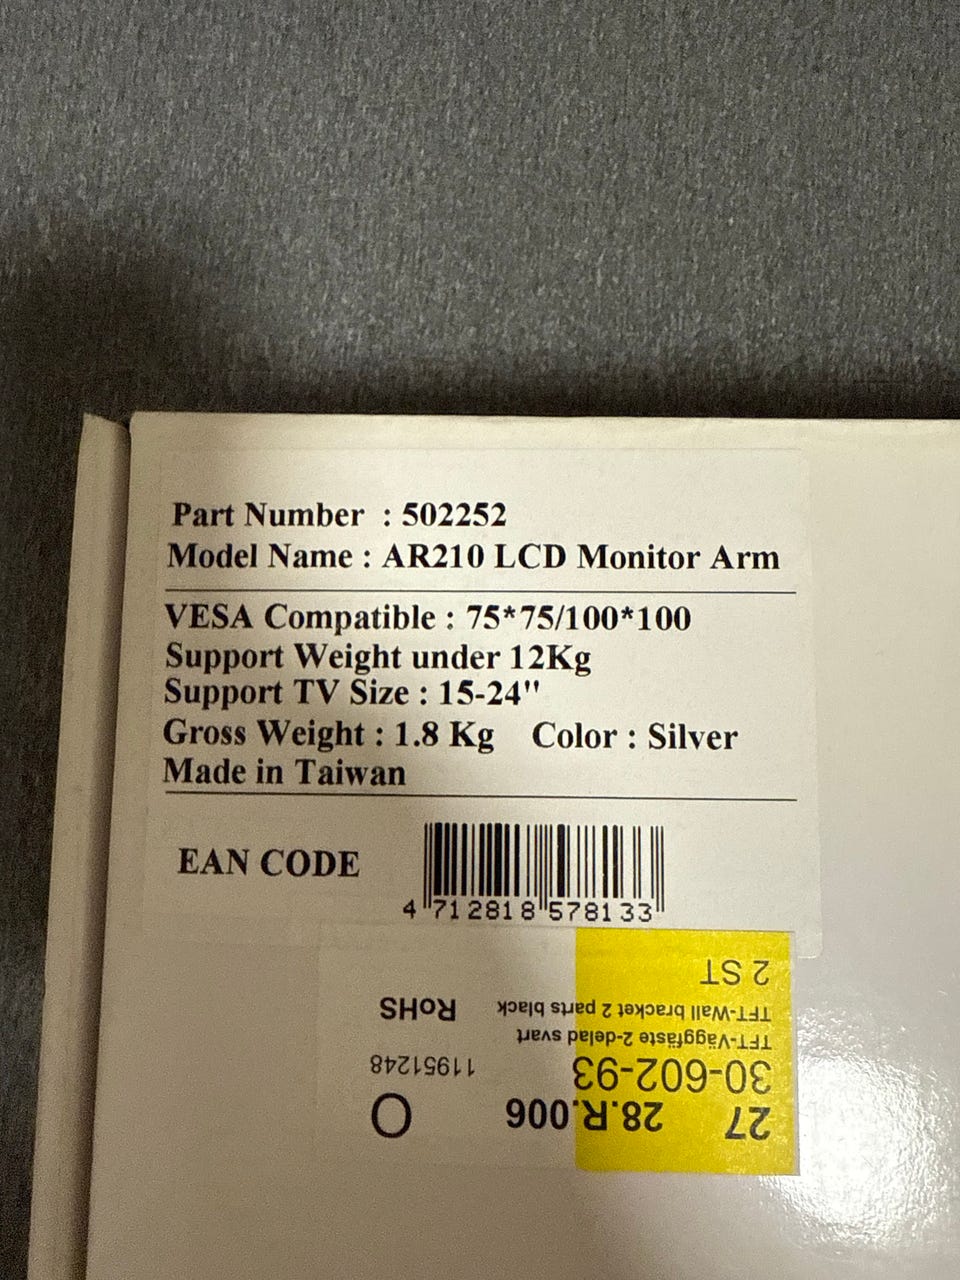 Part Number : 502252
Model Name : AR210 LCD Monitor Arm
VESA Compatible : 75*75/100*100
Support Weight under 12Kg
Support TV Size : 15-24"
Gross Weight : 1.8 Kg Color : Silver
Made in Taiwan
EAN CODE
4 712818 578133
27 28.R.006 O
30-602-93 11951248
TFT-Väggfäste 2-delad svart
TFT-Wall bracket 2 parts black RoHS
2 ST